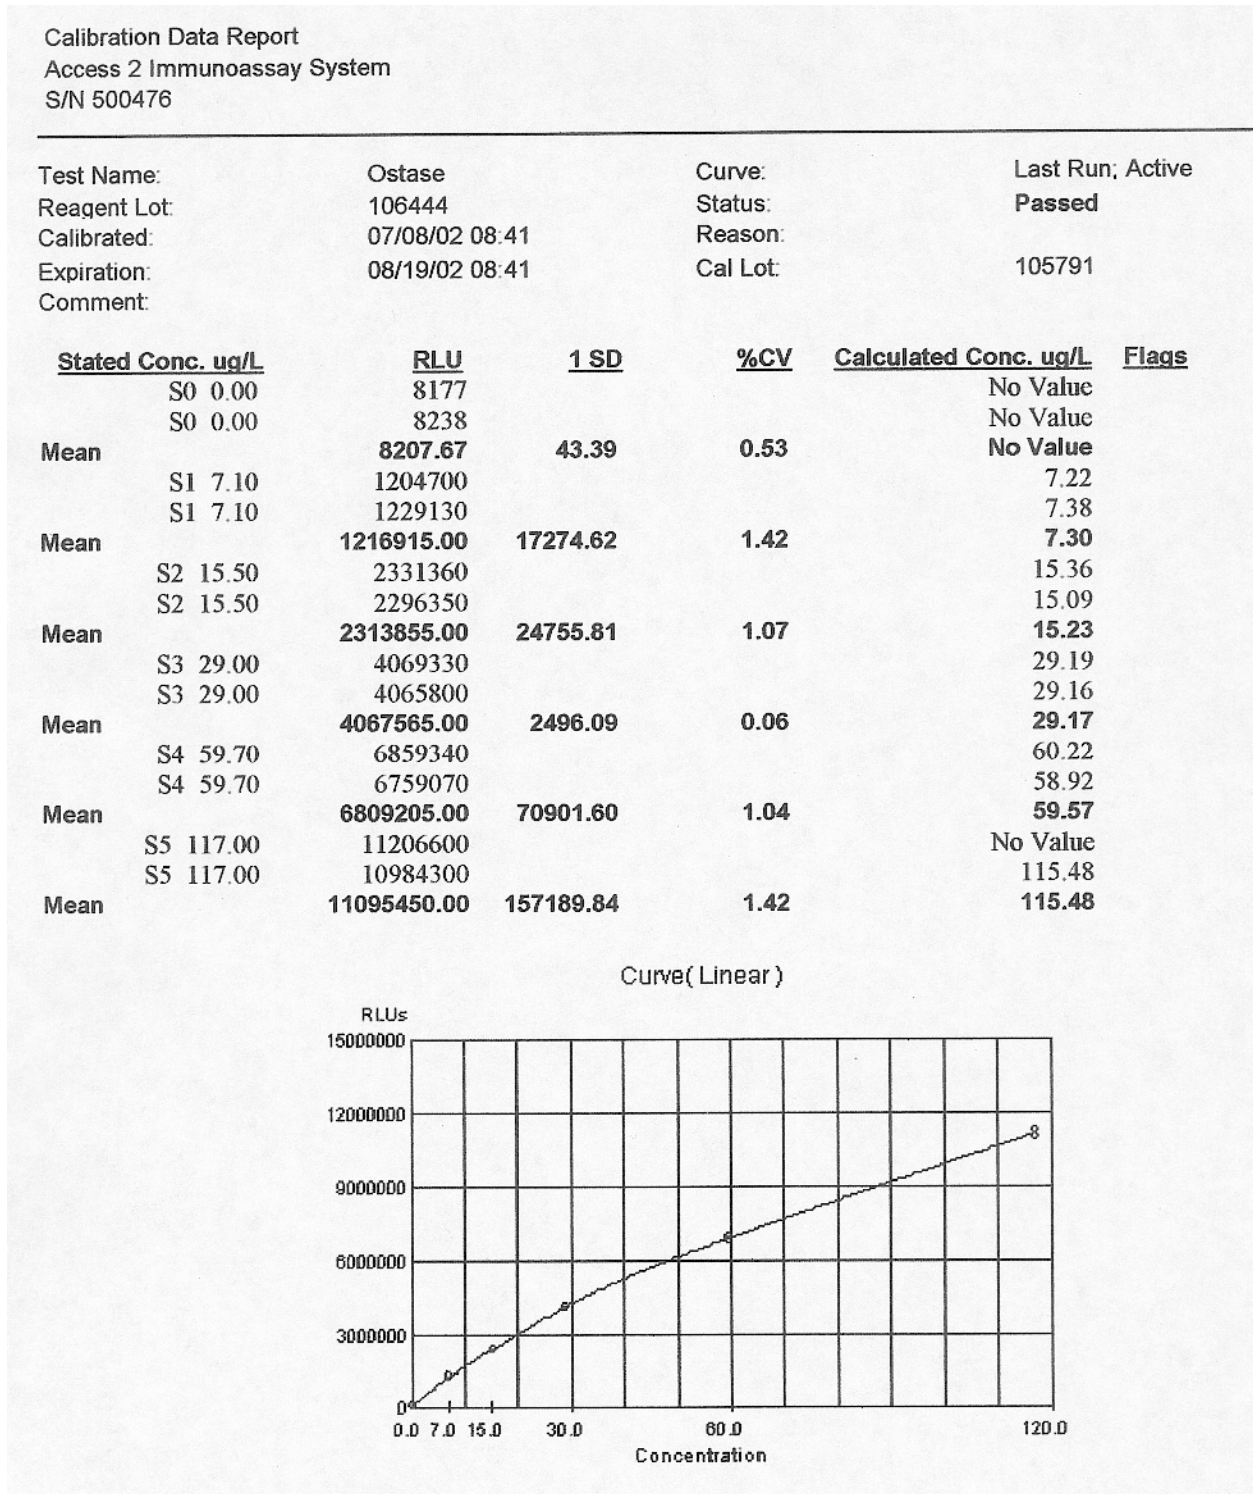 Calibration Data Report
Access 2 Immunoassay System
S/N 500476
Test Name: Ostase Curve: Last Run; Active
Reagent Lot: 106444 Status: Passed
Calibrated: 07/08/02 08:41 Reason:
Expiration: 08/19/02 08:41 Cal Lot: 105791
Comment:
Stated Conc. ug/L RLU 1 SD %CV Calculated Conc. ug/L Flags
S0 0.00 8177 No Value
S0 0.00 8238 No Value
Mean 8207.67 43.39 0.53 No Value
S1 7.10 1204700 7.22
S1 7.10 1229130 7.38
Mean 1216915.00 17274.62 1.42 7.30
S2 15.50 2331360 15.36
S2 15.50 2296350 15.09
Mean 2313855.00 24755.81 1.07 15.23
S3 29.00 4069330 29.19
S3 29.00 4065800 29.16
Mean 4067565.00 2496.09 0.06 29.17
S4 59.70 6859340 60.22
S4 59.70 6759070 58.92
Mean 6809205.00 70901.60 1.04 59.57
S5 117.00 11206600 No Value
S5 117.00 10984300 115.48
Mean 11095450.00 157189.84 1.42 115.48
Curve( Linear )
RLUs
15000000
12000000
9000000
6000000
3000000
0
0.0 7.0 15.0 30.0 60.0 120.0
Concentration